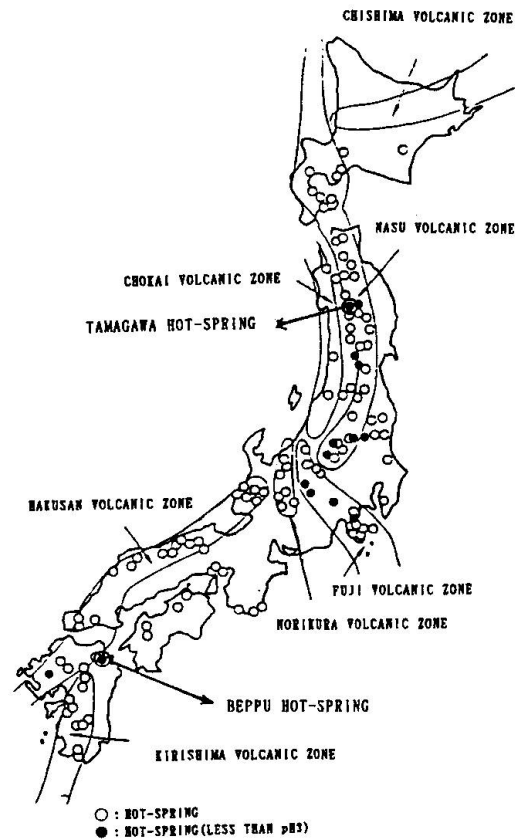 CHISHIMA VOLCANIC ZONE
NASU VOLCANIC ZONE
CHOKAI VOLCANIC ZONE
TAMAGAWA HOT-SPRING
HAKUSAN VOLCANIC ZONE
FUJI VOLCANIC ZONE
NORIKURA VOLCANIC ZONE
BEPPU HOT-SPRING
KIRISHIMA VOLCANIC ZONE
○ : HOT-SPRING
● : HOT-SPRING(LESS THAN pH3)